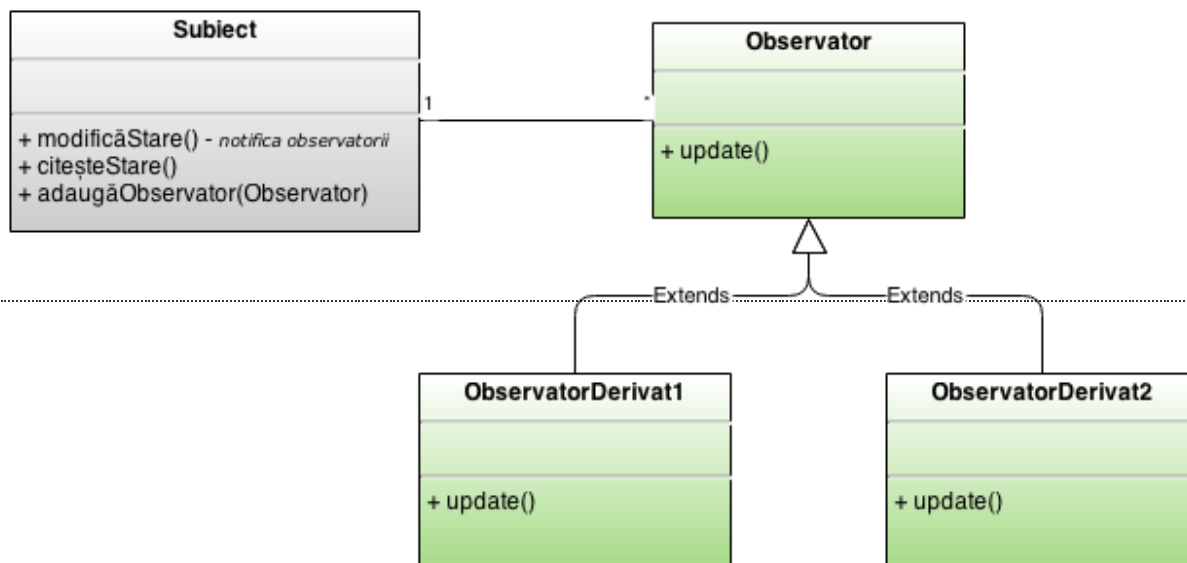 Subiect
+ modificăStare() - notifica observatorii
+ citeșteStare()
+ adaugăObservator(Observator)
1
*
Observator
+ update()
Extends
Extends
ObservatorDerivat1
+ update()
ObservatorDerivat2
+ update()